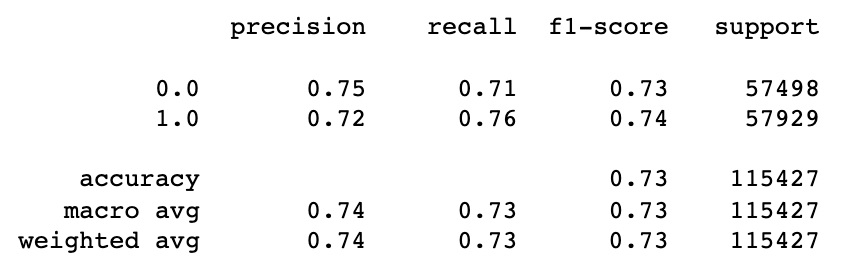 precision recall f1-score support
0.0 0.75 0.71 0.73 57498
1.0 0.72 0.76 0.74 57929
accuracy 0.73 115427
macro avg 0.74 0.73 0.73 115427
weighted avg 0.74 0.73 0.73 115427